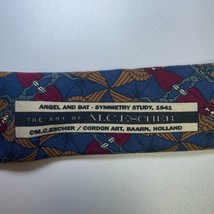 ANGEL AND BAT - SYMMETRY STUDY, 1941
THE ART OF M.C.ESCHER
©M.C.ESCHER / CORDON ART, BAARN, HOLLAND